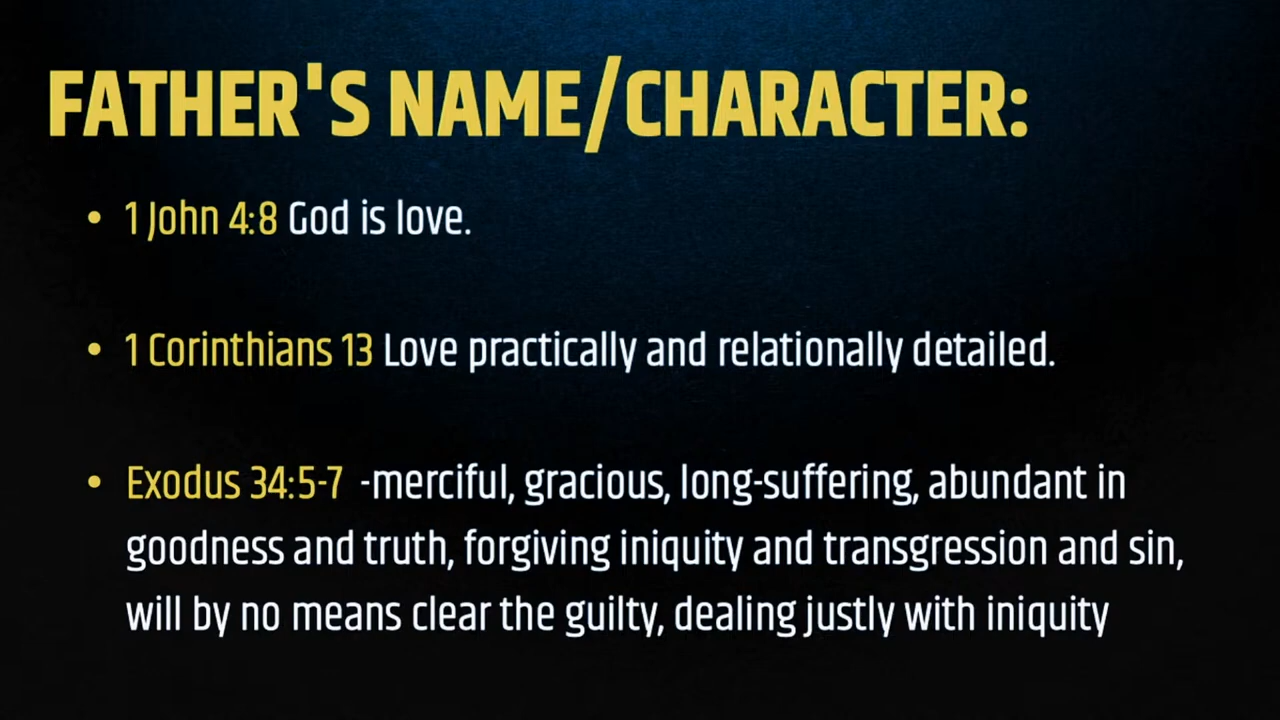 FATHER'S NAME/CHARACTER:
• 1 John 4:8 God is love.
• 1 Corinthians 13 Love practically and relationally detailed.
• Exodus 34:5-7 -merciful, gracious, long-suffering, abundant in
goodness and truth, forgiving iniquity and transgression and sin,
will by no means clear the guilty, dealing justly with iniquity